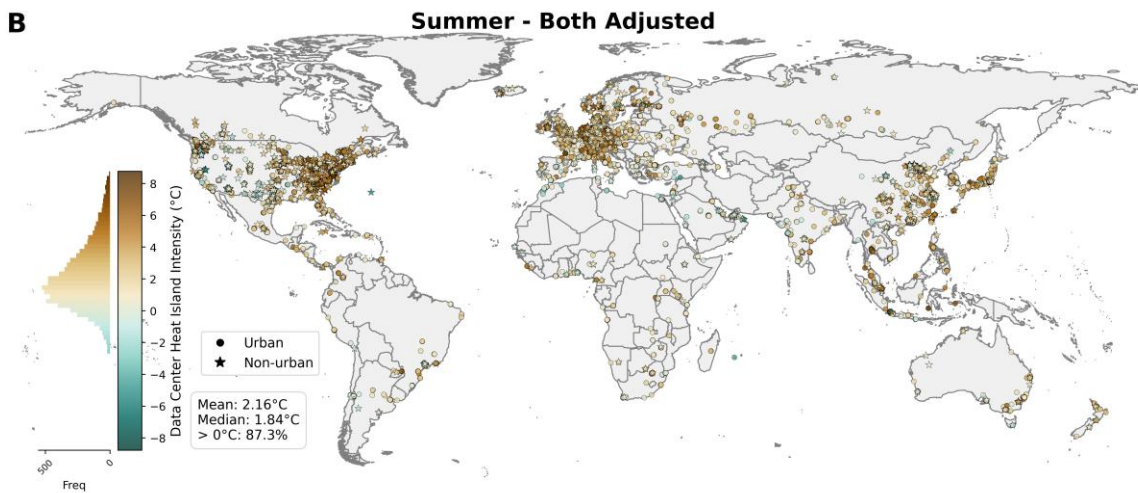 B
Summer - Both Adjusted
8
6
4
2
0
−2
−4
−6
−8
Data Center Heat Island Intensity (°C)
500
0
Freq
Urban
Non-urban
Mean: 2.16°C
Median: 1.84°C
> 0°C: 87.3%